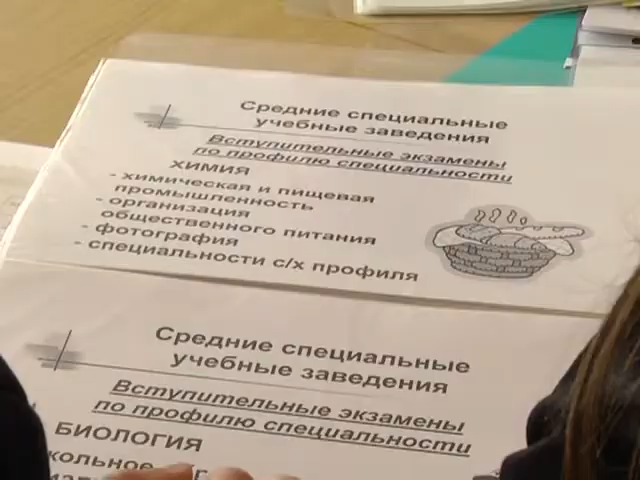 Средние специальные
учебные заведения
Вступительные экзамены
по профилю специальности
ХИМИЯ
- химическая и пищевая
промышленность
- организация
общественного питания
- фотография
- специальности с/х профиля
Средние специальные
учебные заведения
Вступительные экзамены
по профилю специальности
БИОЛОГИЯ